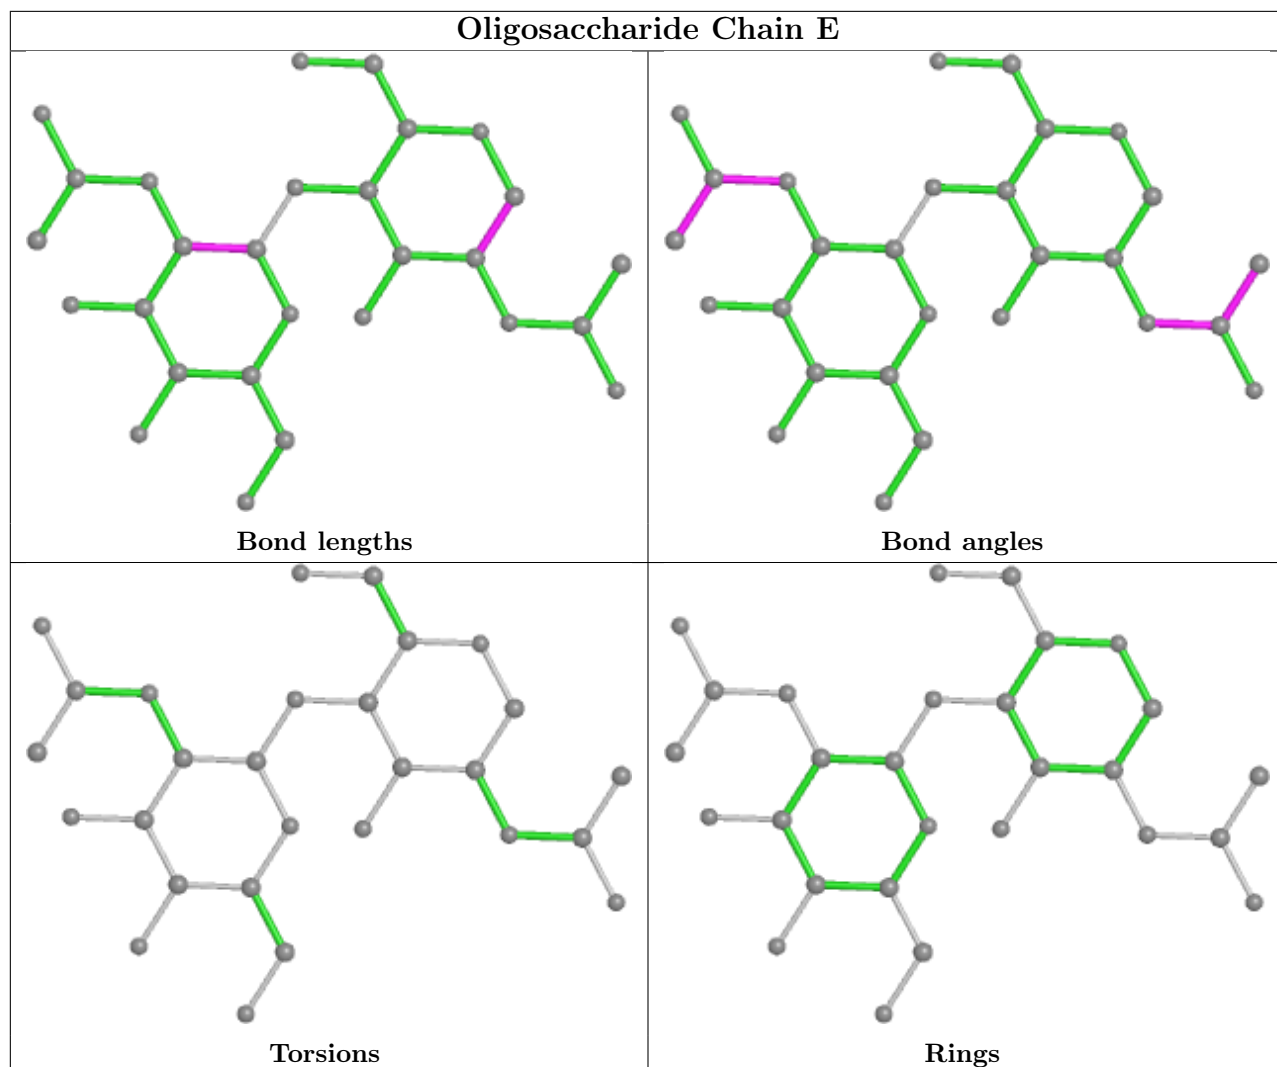 Oligosaccharide Chain E
Bond lengths
Bond angles
Torsions
Rings